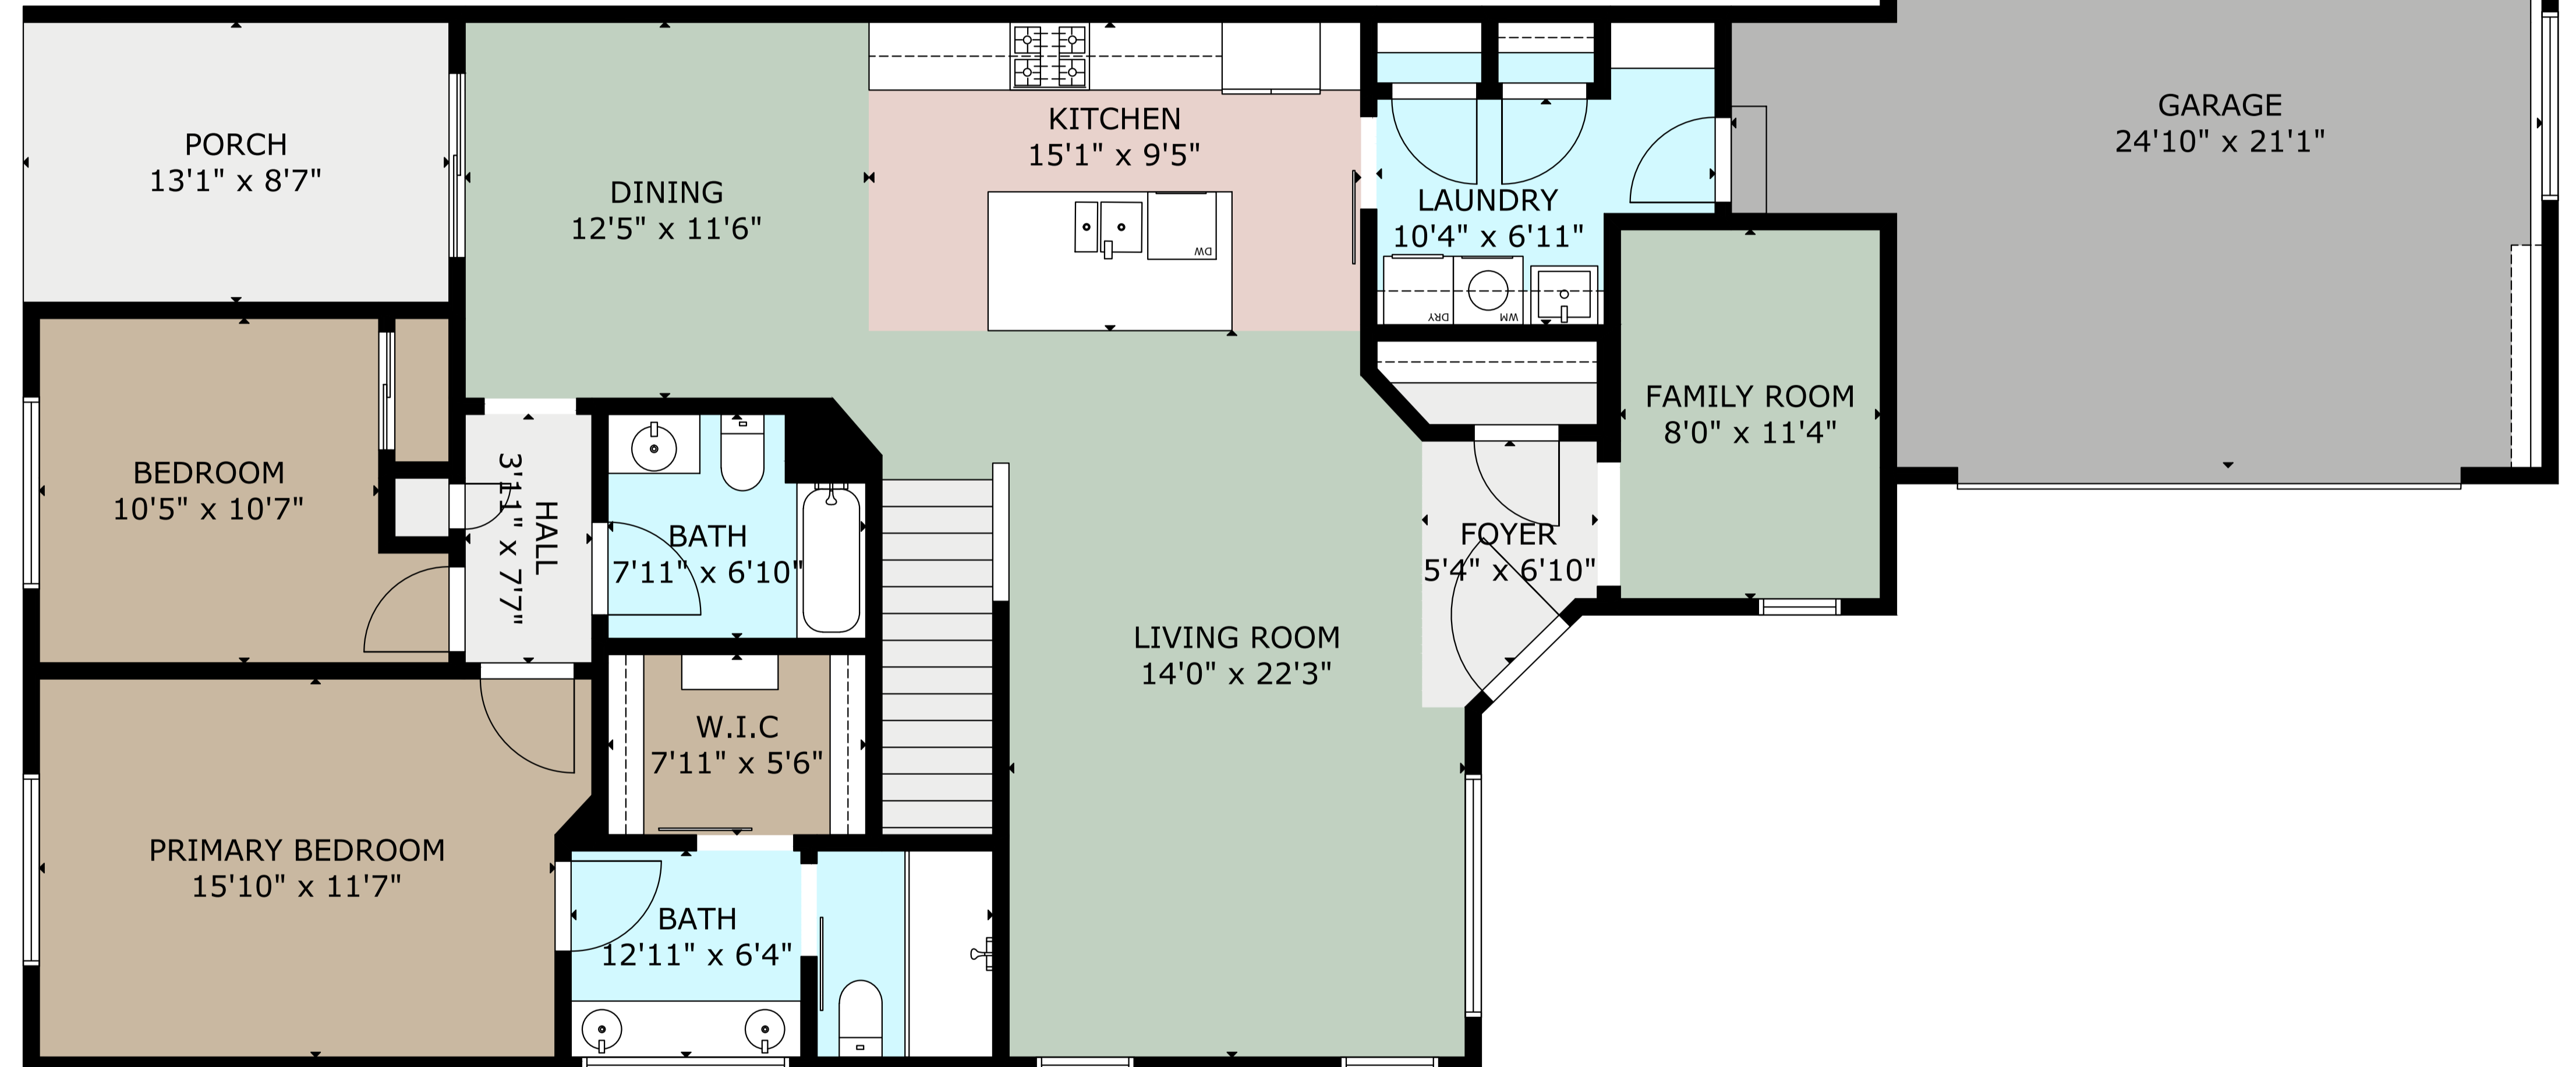 PORCH
13'1" x 8'7"
DINING
12'5" x 11'6"
KITCHEN
15'1" x 9'5"
DW
LAUNDRY
10'4" x 6'11"
DRY
WM
GARAGE
24'10" x 21'1"
FAMILY ROOM
8'0" x 11'4"
BEDROOM
10'5" x 10'7"
HALL
3'11" x 7'7"
BATH
7'11" x 6'10"
FOYER
5'4" x 6'10"
LIVING ROOM
14'0" x 22'3"
W.I.C
7'11" x 5'6"
PRIMARY BEDROOM
15'10" x 11'7"
BATH
12'11" x 6'4"